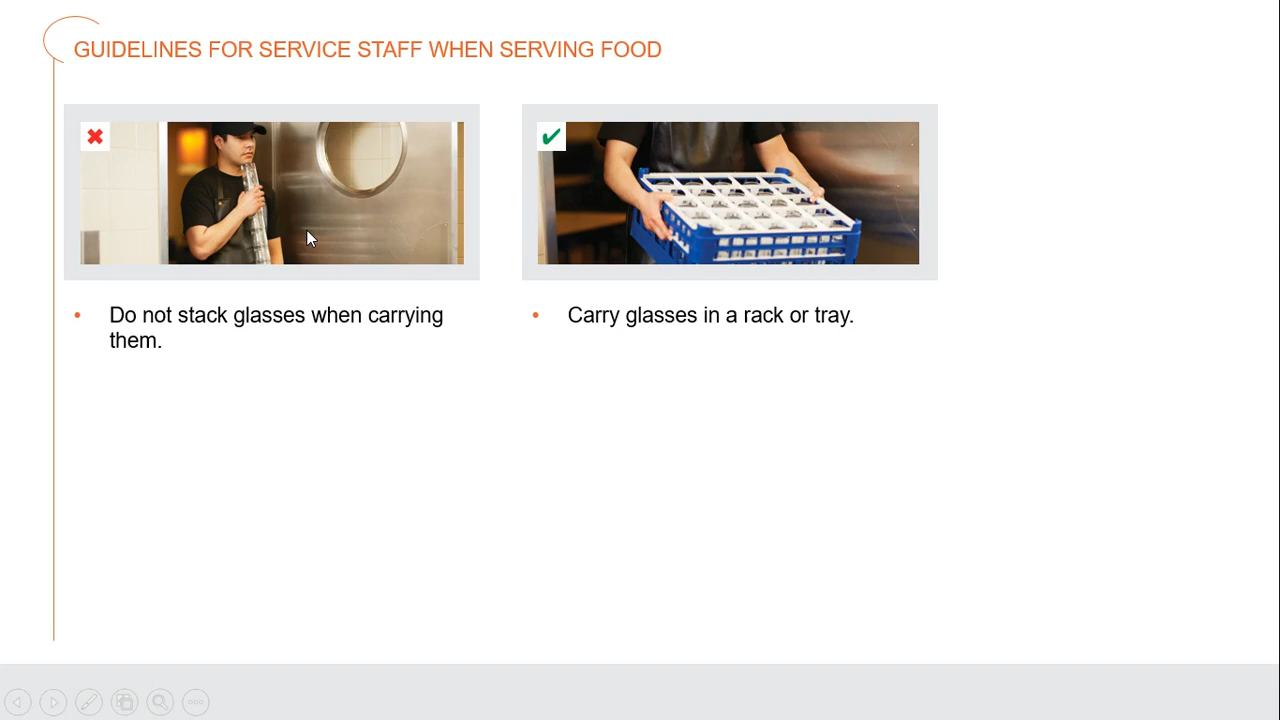 GUIDELINES FOR SERVICE STAFF WHEN SERVING FOOD
• Do not stack glasses when carrying
them.
• Carry glasses in a rack or tray.